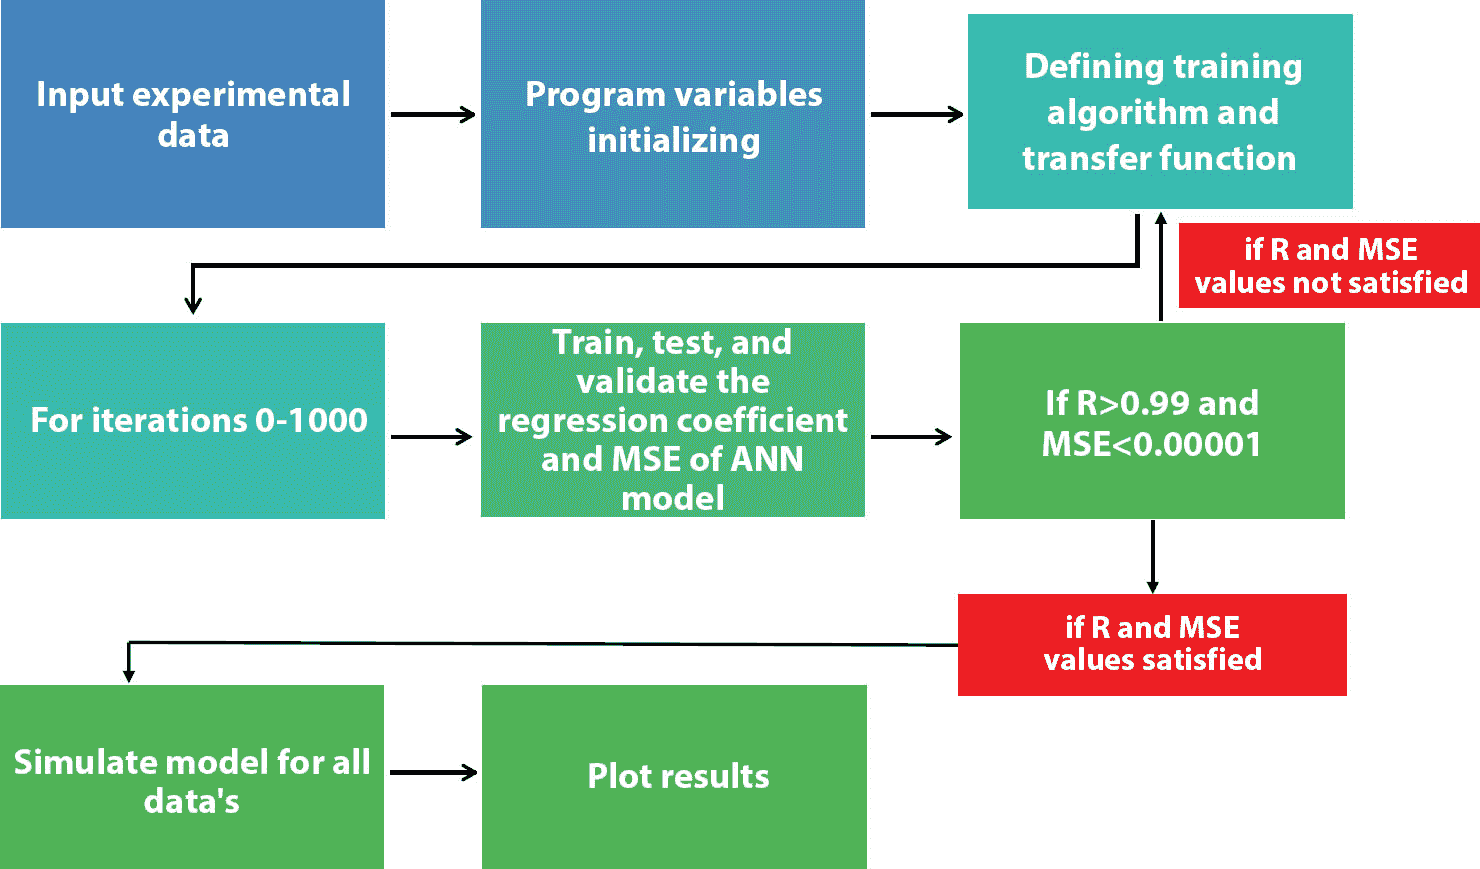 Input experimental
data
Program variables
initializing
Defining training
algorithm and
transfer function
if R and MSE
values not satisfied
For iterations 0-1000
Train, test, and
validate the
regression coefficient
and MSE of ANN
model
If R>0.99 and
MSE<0.00001
if R and MSE
values satisfied
Simulate model for all
data's
Plot results